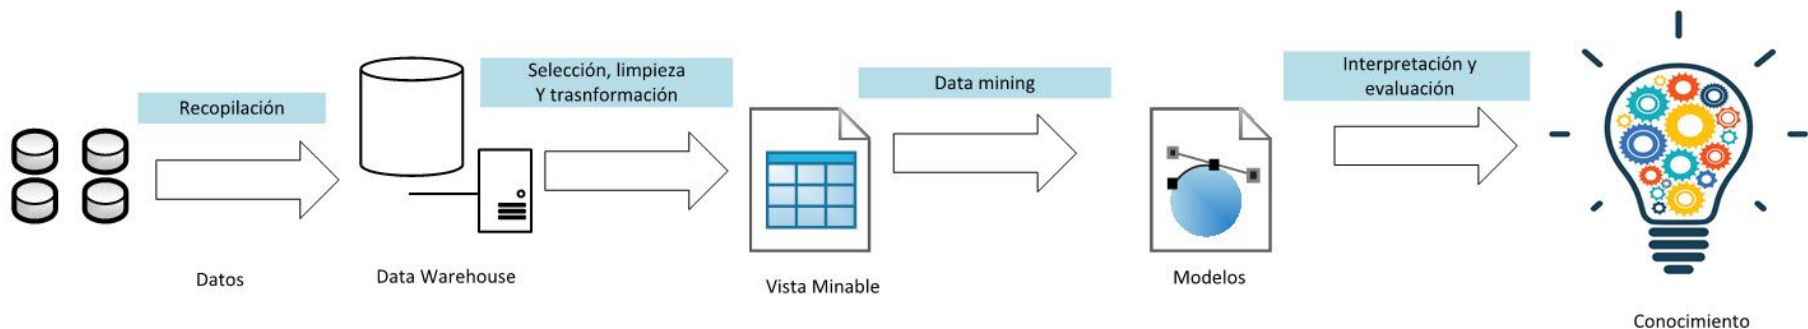 Recopilación
Selección, limpieza
Y trasnformación
Data mining
Interpretación y
evaluación
Datos
Data Warehouse
Vista Minable
Modelos
Conocimiento